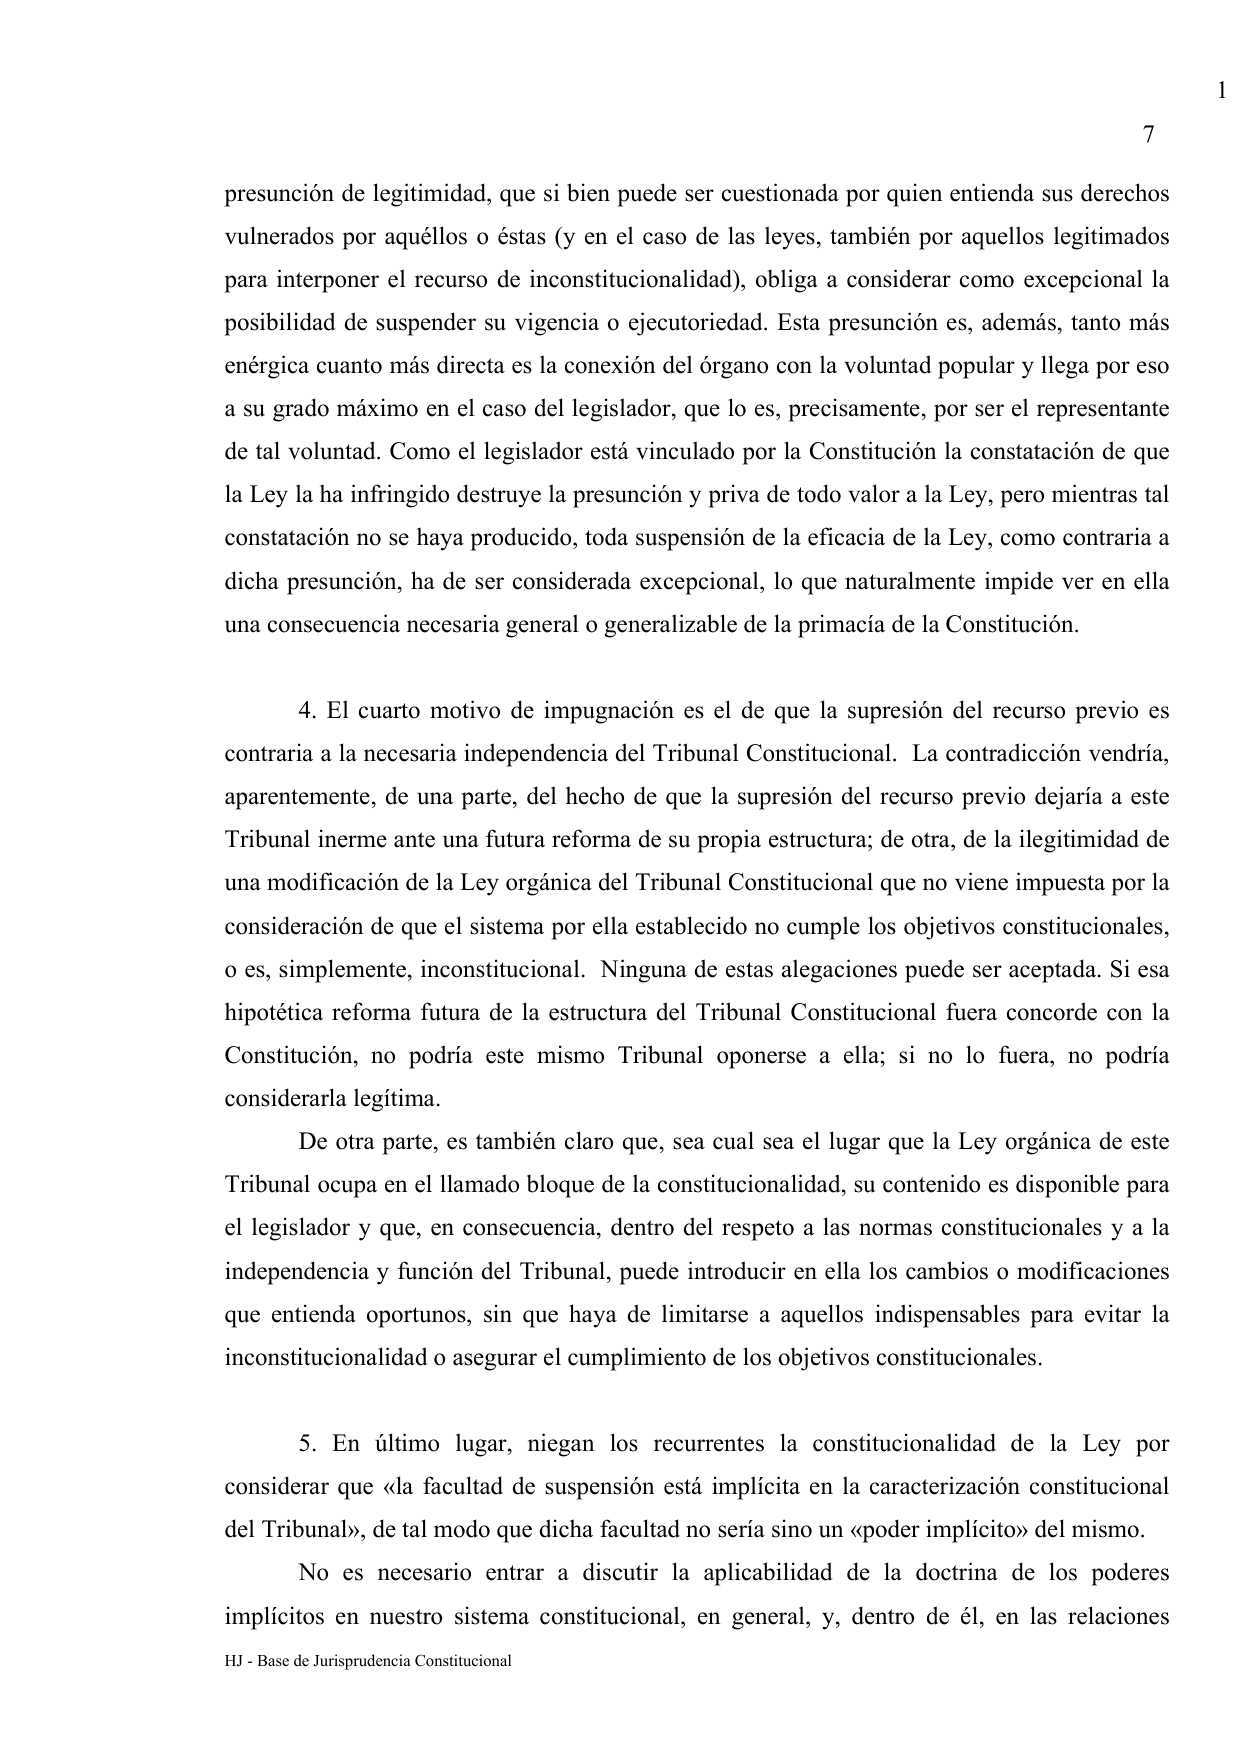 1
7
presunción de legitimidad, que si bien puede ser cuestionada por quien entienda sus derechos
vulnerados por aquéllos o éstas (y en el caso de las leyes, también por aquellos legitimados
para interponer el recurso de inconstitucionalidad), obliga a considerar como excepcional la
posibilidad de suspender su vigencia o ejecutoriedad. Esta presunción es, además, tanto más
enérgica cuanto más directa es la conexión del órgano con la voluntad popular y llega por eso
a su grado máximo en el caso del legislador, que lo es, precisamente, por ser el representante
de tal voluntad. Como el legislador está vinculado por la Constitución la constatación de que
la Ley la ha infringido destruye la presunción y priva de todo valor a la Ley, pero mientras tal
constatación no se haya producido, toda suspensión de la eficacia de la Ley, como contraria a
dicha presunción, ha de ser considerada excepcional, lo que naturalmente impide ver en ella
una consecuencia necesaria general o generalizable de la primacía de la Constitución.
4. El cuarto motivo de impugnación es el de que la supresión del recurso previo es
contraria a la necesaria independencia del Tribunal Constitucional. La contradicción vendría,
aparentemente, de una parte, del hecho de que la supresión del recurso previo dejaría a este
Tribunal inerme ante una futura reforma de su propia estructura; de otra, de la ilegitimidad de
una modificación de la Ley orgánica del Tribunal Constitucional que no viene impuesta por la
consideración de que el sistema por ella establecido no cumple los objetivos constitucionales,
o es, simplemente, inconstitucional. Ninguna de estas alegaciones puede ser aceptada. Si esa
hipotética reforma futura de la estructura del Tribunal Constitucional fuera concorde con la
Constitución, no podría este mismo Tribunal oponerse a ella; si no lo fuera, no podría
considerarla legítima.
De otra parte, es también claro que, sea cual sea el lugar que la Ley orgánica de este
Tribunal ocupa en el llamado bloque de la constitucionalidad, su contenido es disponible para
el legislador y que, en consecuencia, dentro del respeto a las normas constitucionales y a la
independencia y función del Tribunal, puede introducir en ella los cambios o modificaciones
que entienda oportunos, sin que haya de limitarse a aquellos indispensables para evitar la
inconstitucionalidad o asegurar el cumplimiento de los objetivos constitucionales.
5. En último lugar, niegan los recurrentes la constitucionalidad de la Ley por
considerar que «la facultad de suspensión está implícita en la caracterización constitucional
del Tribunal», de tal modo que dicha facultad no sería sino un «poder implícito» del mismo.
No es necesario entrar a discutir la aplicabilidad de la doctrina de los poderes
implícitos en nuestro sistema constitucional, en general, y, dentro de él, en las relaciones
HJ - Base de Jurisprudencia Constitucional